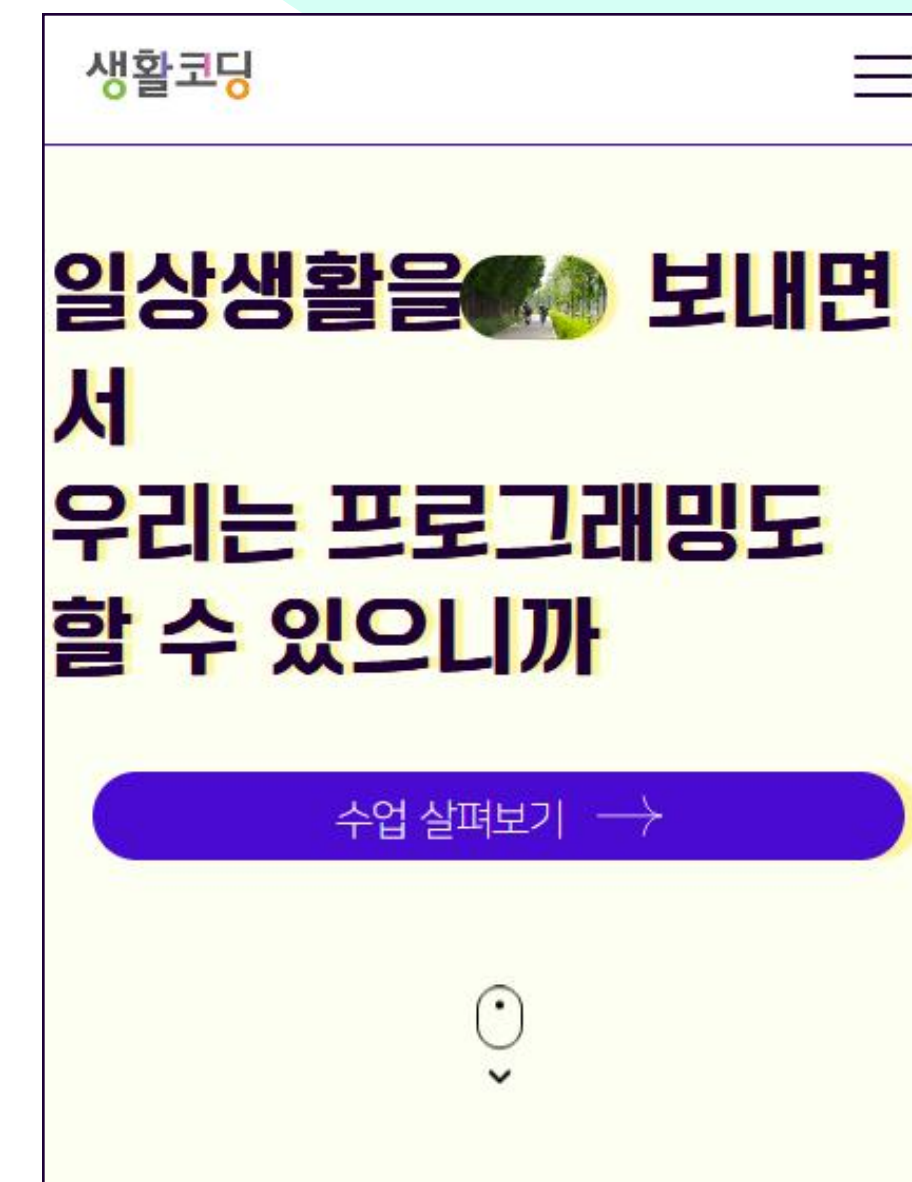 생활코딩
일상생활을 보내면
서
우리는 프로그래밍도
할 수 있으니까
수업 살펴보기